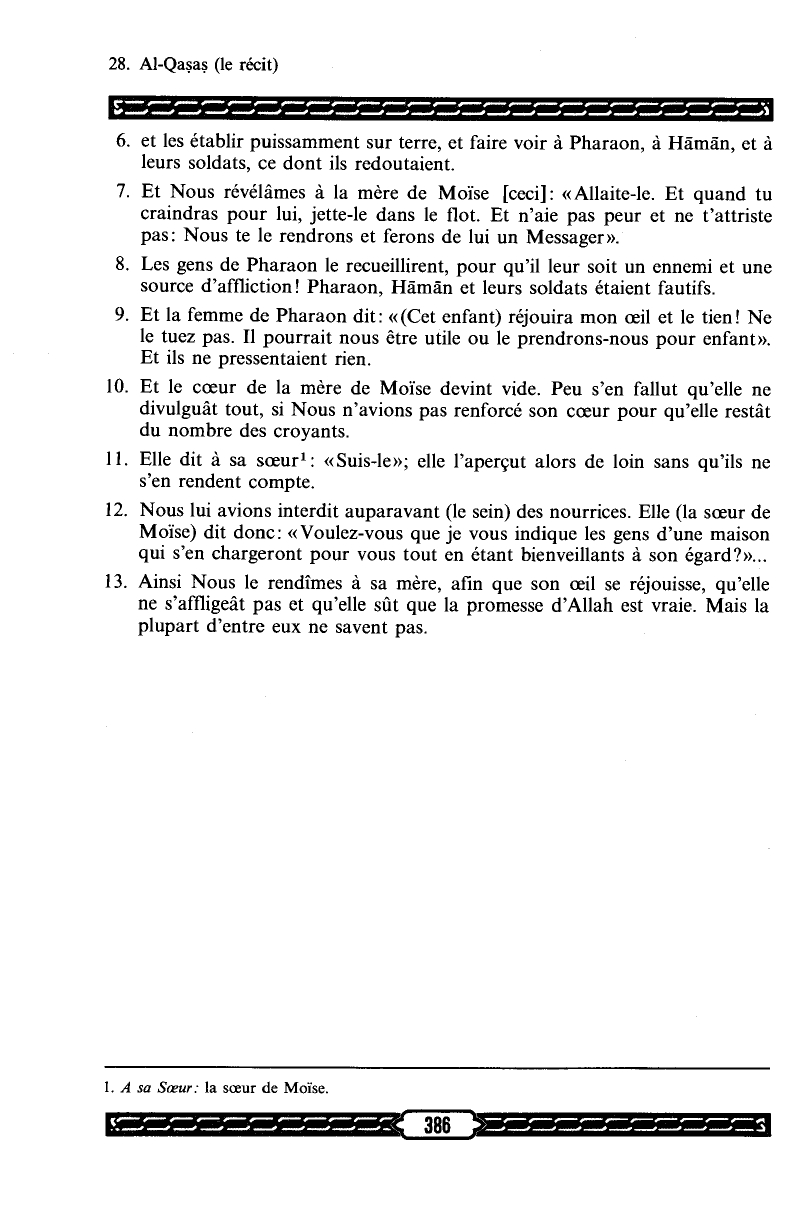 28. Al-Qaṣaṣ (le récit)
6. et les établir puissamment sur terre, et faire voir à Pharaon, à Hāmān, et à
leurs soldats, ce dont ils redoutaient.
7. Et Nous révélâmes à la mère de Moïse [ceci]: «Allaite-le. Et quand tu
craindras pour lui, jette-le dans le flot. Et n'aie pas peur et ne t'attriste
pas: Nous te le rendrons et ferons de lui un Messager».
8. Les gens de Pharaon le recueillirent, pour qu'il leur soit un ennemi et une
source d'affliction! Pharaon, Hāmān et leurs soldats étaient fautifs.
9. Et la femme de Pharaon dit: «(Cet enfant) réjouira mon œil et le tien! Ne
le tuez pas. Il pourrait nous être utile ou le prendrons-nous pour enfant».
Et ils ne pressentaient rien.
10. Et le cœur de la mère de Moïse devint vide. Peu s'en fallut qu'elle ne
divulguât tout, si Nous n'avions pas renforcé son cœur pour qu'elle restât
du nombre des croyants.
11. Elle dit à sa sœur¹: «Suis-le»; elle l'aperçut alors de loin sans qu'ils ne
s'en rendent compte.
12. Nous lui avions interdit auparavant (le sein) des nourrices. Elle (la sœur de
Moïse) dit donc: «Voulez-vous que je vous indique les gens d'une maison
qui s'en chargeront pour vous tout en étant bienveillants à son égard?»...
13. Ainsi Nous le rendîmes à sa mère, afin que son œil se réjouisse, qu'elle
ne s'affligeât pas et qu'elle sût que la promesse d'Allah est vraie. Mais la
plupart d'entre eux ne savent pas.
1. A sa Sœur: la sœur de Moïse.
386